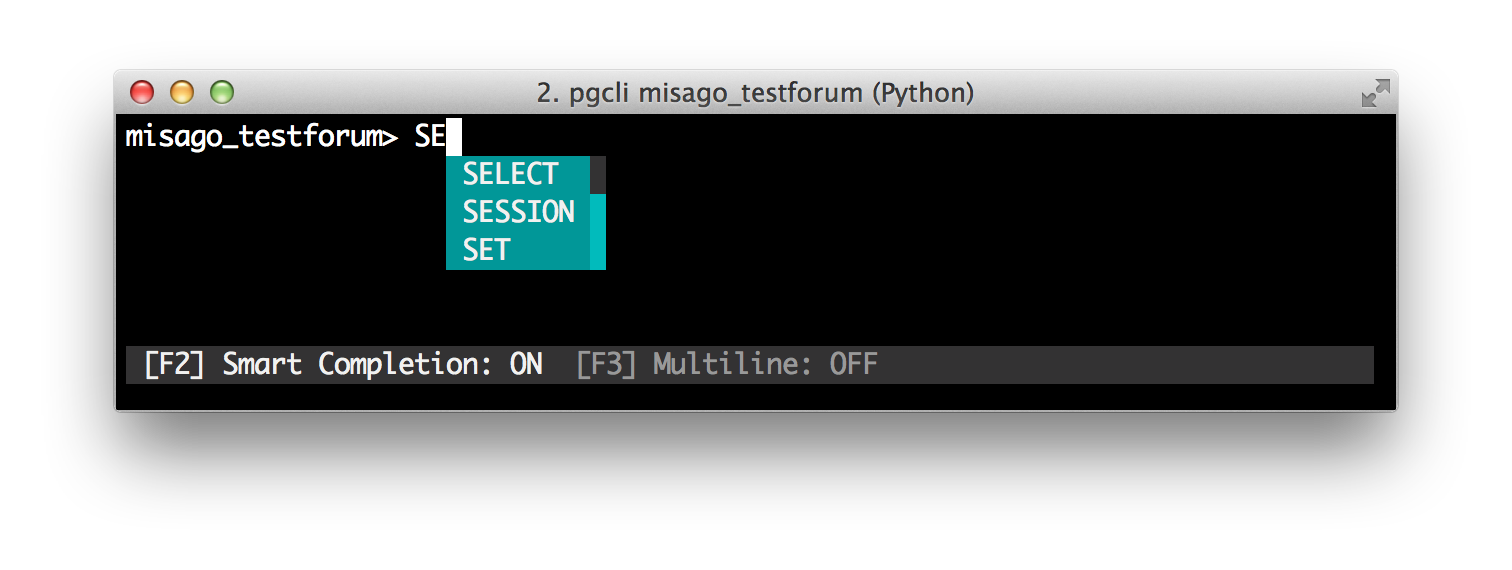 2. pgcli misago_testforum (Python)
misago_testforum> SE
SELECT
SESSION
SET
[F2] Smart Completion: ON [F3] Multiline: OFF